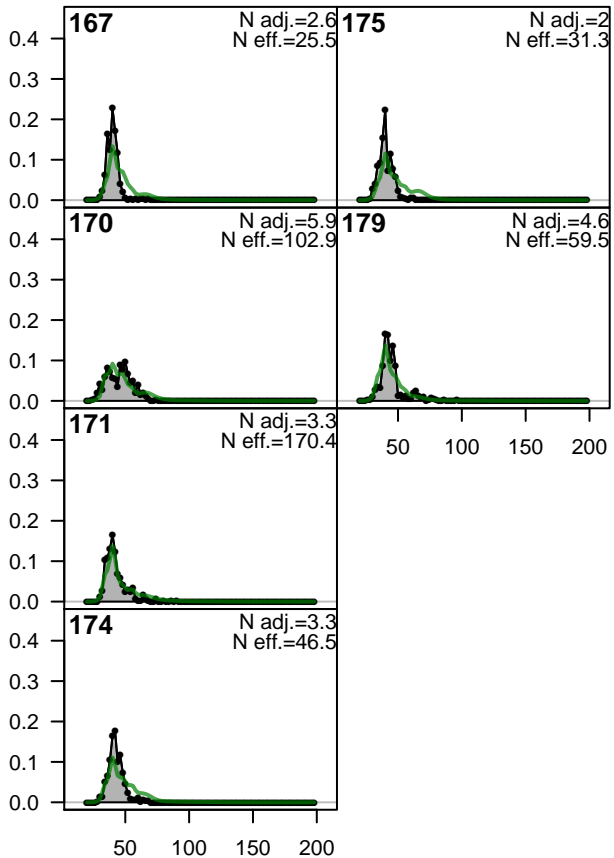 167
N adj.=2.6
N eff.=25.5
175
N adj.=2
N eff.=31.3
0.4
0.3
0.2
0.1
0.0
170
N adj.=5.9
N eff.=102.9
179
N adj.=4.6
N eff.=59.5
0.4
0.3
0.2
0.1
0.0
171
N adj.=3.3
N eff.=170.4
50 100 150 200
0.4
0.3
0.2
0.1
0.0
174
N adj.=3.3
N eff.=46.5
0.4
0.3
0.2
0.1
0.0
50 100 150 200